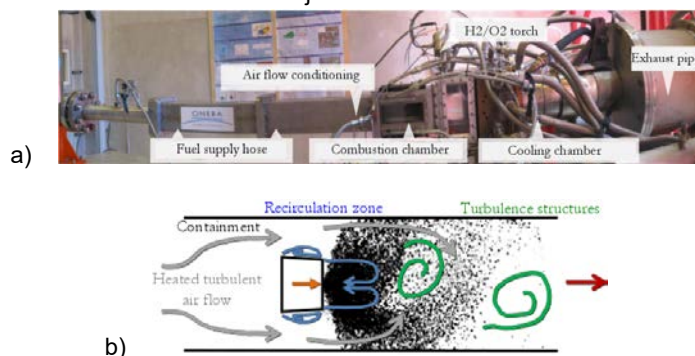 H2/O2 torch
Exhaust pipe
Air flow conditioning
ONERA
Fuel supply hose
Combustion chamber
Cooling chamber
a)
Recirculation zone
Turbulence structures
Containment
Heated turbulent
air flow
b)